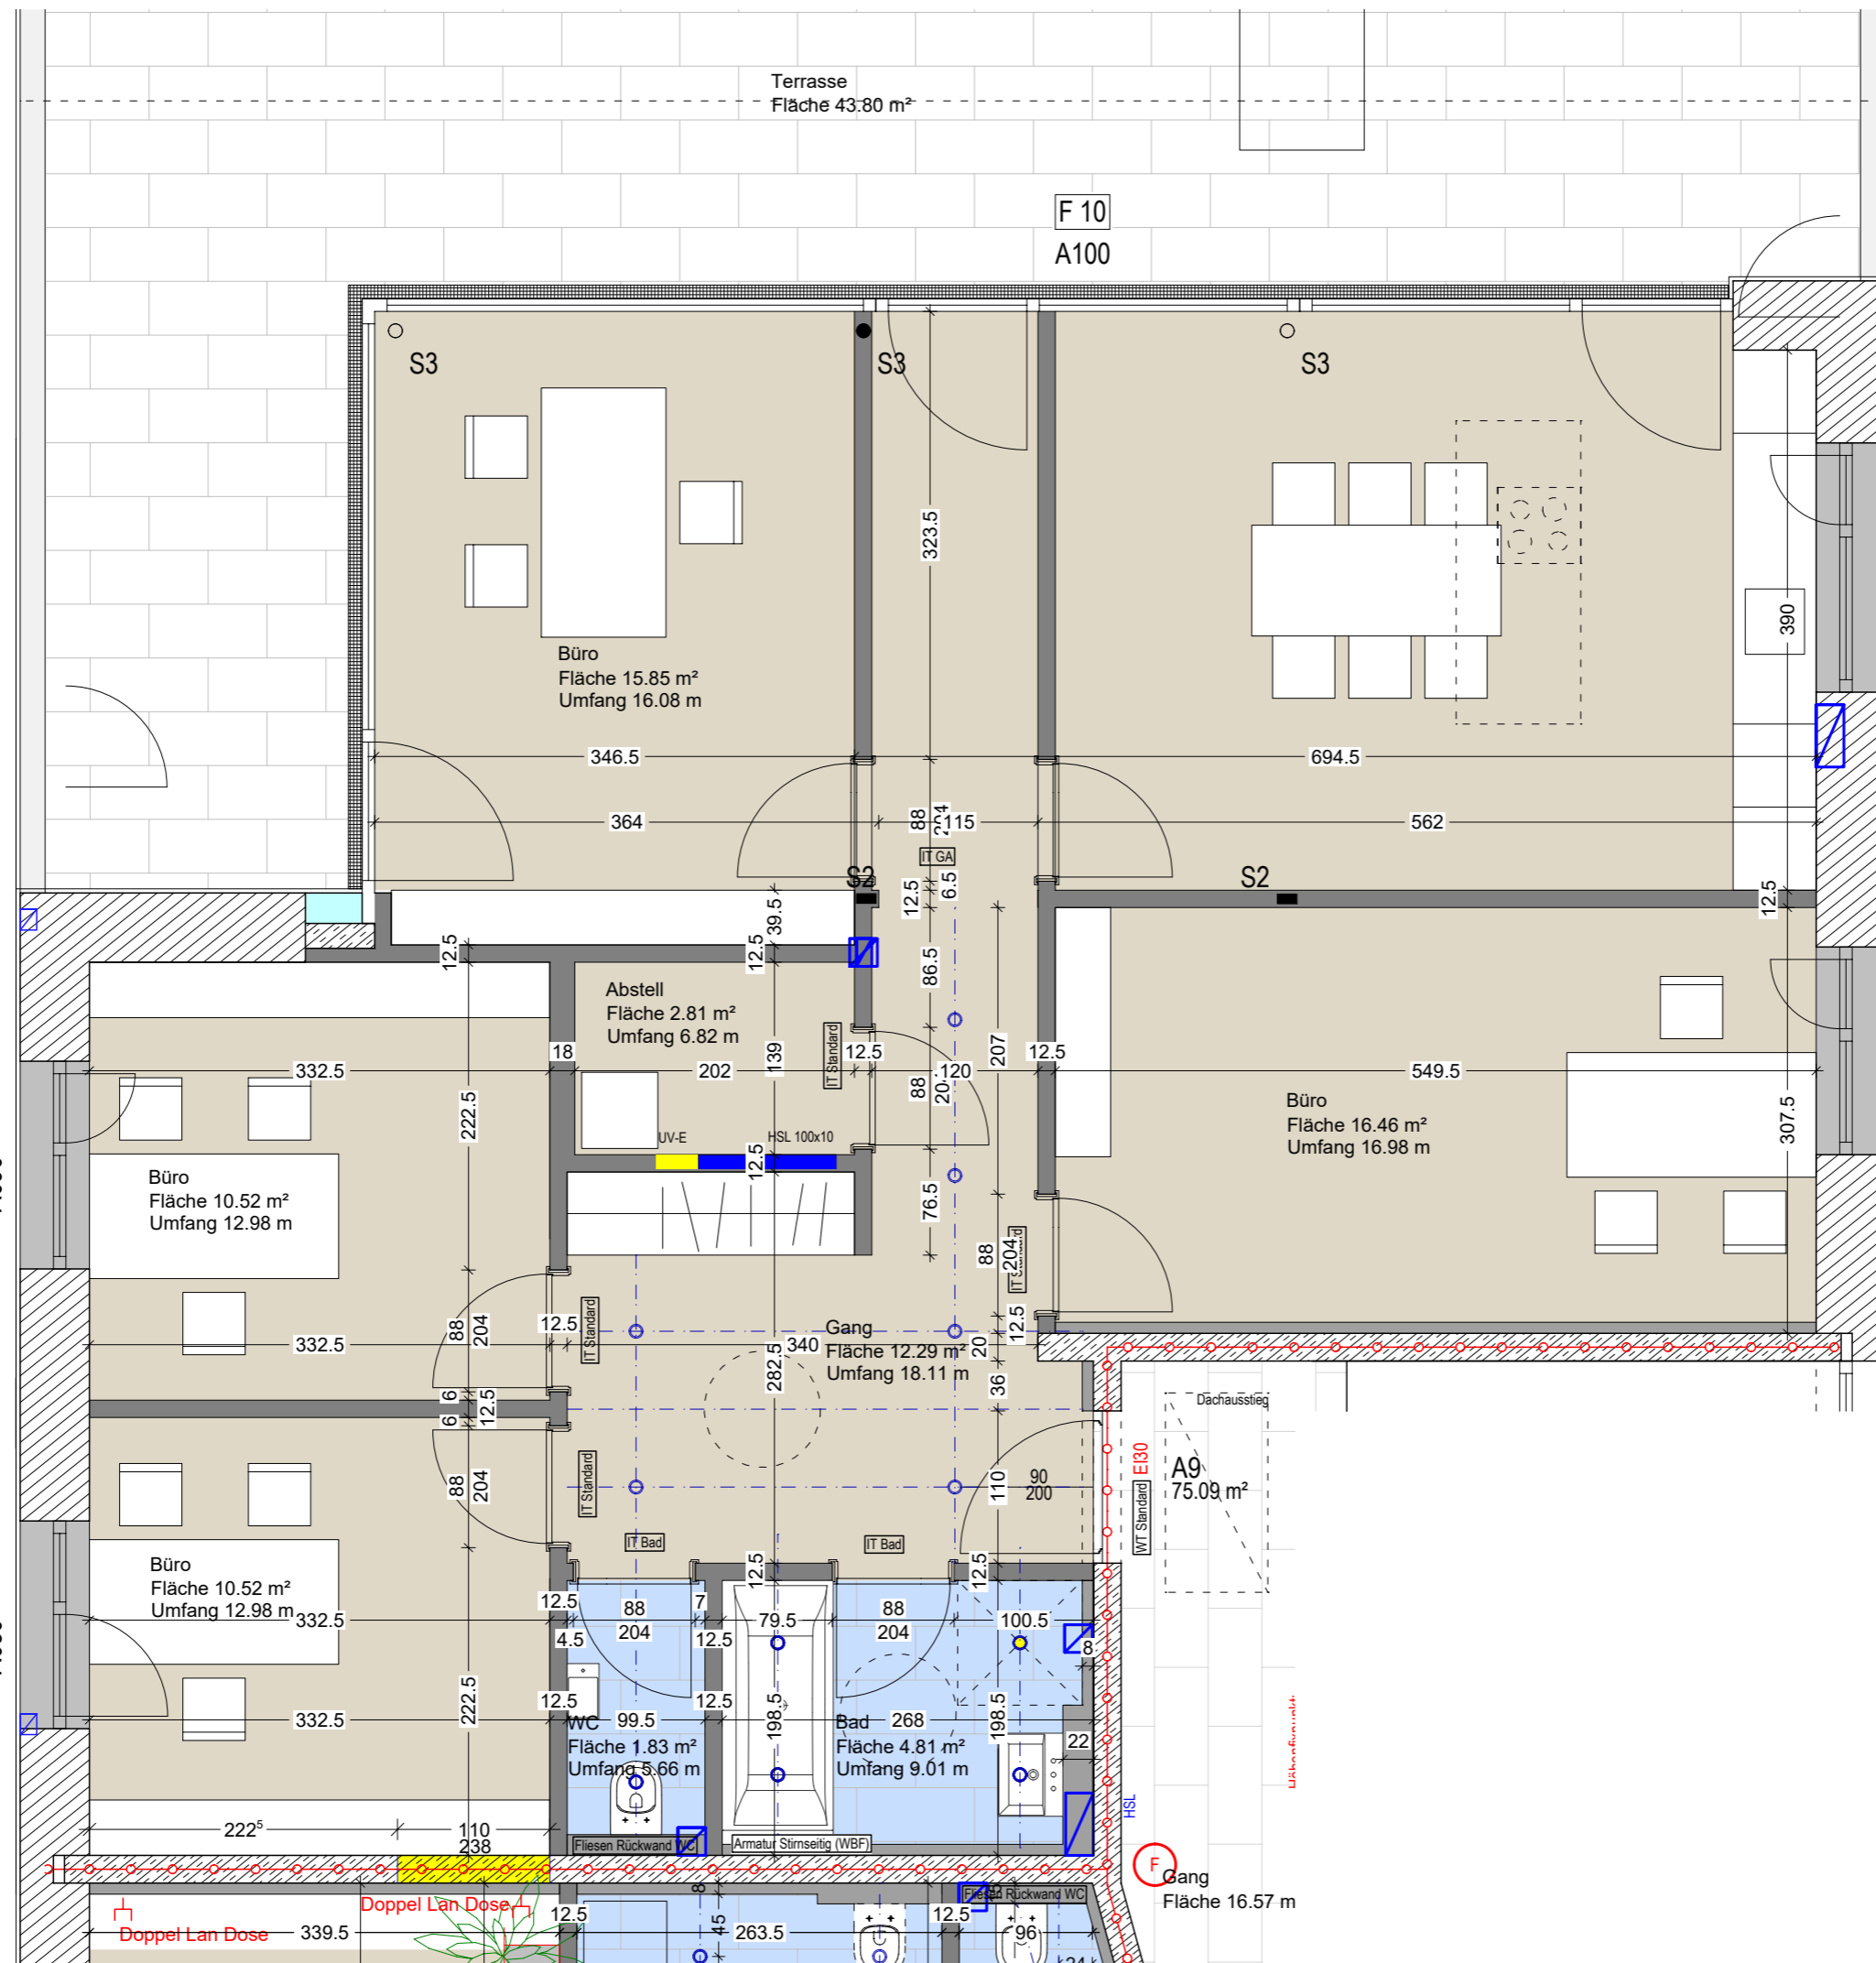 Terrasse
Fläche 43.80 m²
F 10
A100
S3
S3
S3
323.5
390
Büro
Fläche 15.85 m²
Umfang 16.08 m
346.5
694.5
364
88
115
562
IT GA
S2
S2
12.5
6.5
12.5
39.5
12.5
12.5
86.5
Abstell
Fläche 2.81 m²
Umfang 6.82 m
IT Standard
207
332.5
18
202
139
12.5
88
120
12.5
549.5
222.5
307.5
Büro
Fläche 16.46 m²
Umfang 16.98 m
UV-E
HSL 100x10
12.5
Büro
Fläche 10.52 m²
Umfang 12.98 m
76.5
88
204
IT Standard
332.5
88
204
12.5
IT Standard
340
282.5
Gang
Fläche 12.29 m²
Umfang 18.11 m
20
12.5
36
6
12.5
6
Dachausstieg
88
204
IT Standard
110
90
200
EI30
WT Standard
A9
75.09 m²
IT Bad
IT Bad
12.5
12.5
Büro
Fläche 10.52 m²
Umfang 12.98 m
332.5
12.5
4.5
88
204
7
12.5
79.5
88
204
100.5
8
222.5
332.5
12.5
99.5
12.5
198.5
268
198.5
22
WC
Fläche 1.83 m²
Umfang 5.66 m
Bad
Fläche 4.81 m²
Umfang 9.01 m
HSL
222⁵
110
238
Fliesen Rückwand WC
Armatur Stirnseitig (WBF)
F
Gang
Fläche 16.57 m
Doppel Lan Dose
Doppel Lan Dose
339.5
12.5
8
45
263.5
12.5
Fliesen Rückwand WC
96